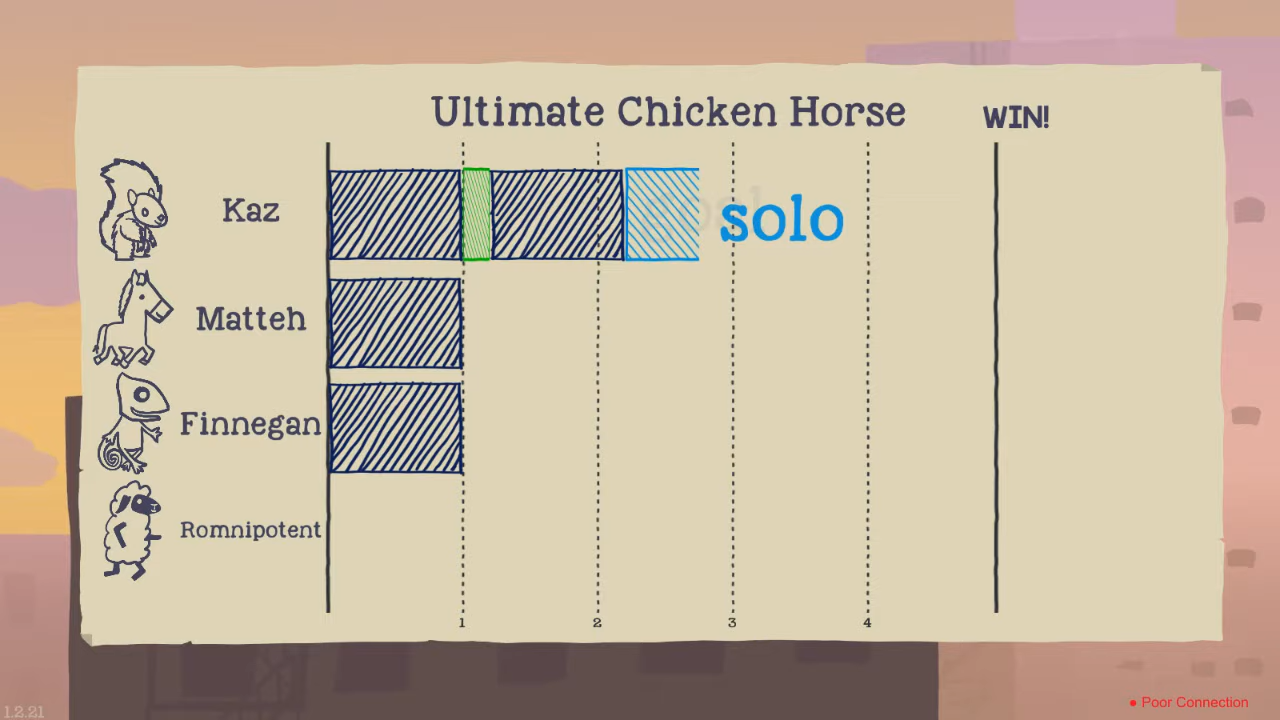 Ultimate Chicken Horse
WIN!
Kaz
solo
Matteh
Finnegan
Romnipotent
1 2 3 4
1.2.21
● Poor Connection